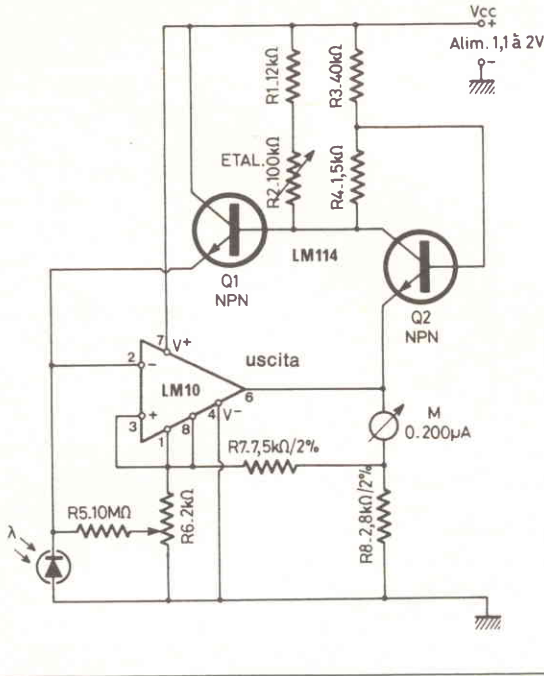 Vcc
+
Alim. 1,1 à 2V
-
R1.12kΩ
R3.40kΩ
ETAL.
R2.100kΩ
R4.1,5kΩ
LM114
Q1
NPN
Q2
NPN
7
V+
2
-
LM10
uscita
6
+
3
1
8
4
V-
M
0.200µA
R7.7,5kΩ/2%
R5.10MΩ
R6.2kΩ
R8.2,8kΩ/2%
λ